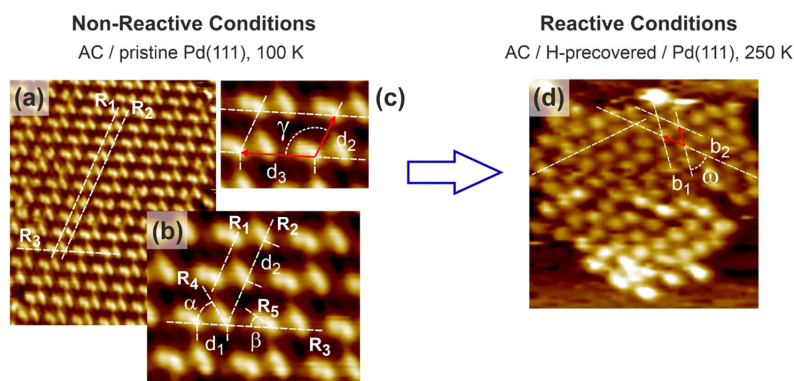 Non-Reactive Conditions
AC / pristine Pd(111), 100 K
Reactive Conditions
AC / H-precovered / Pd(111), 250 K
(a)
R1
R2
R3
(c)
γ
d2
d3
(b)
R1
R2
d2
R4
α
R5
d1
β
R3
(d)
b2
b1
ω